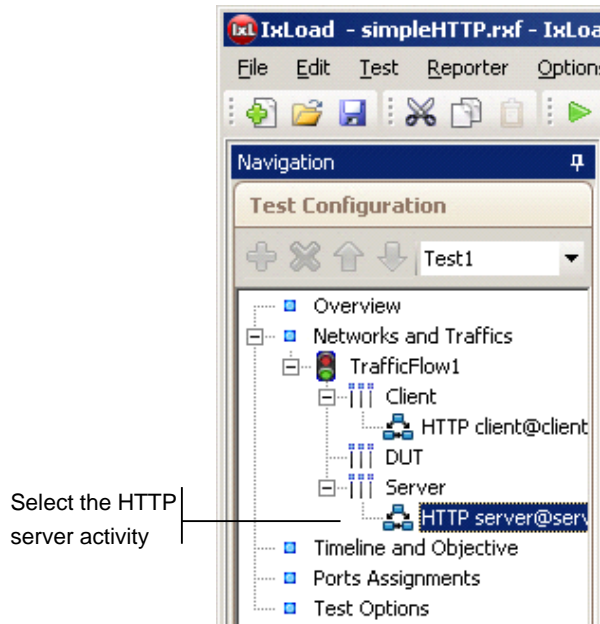 IxL IxLoad - simpleHTTP.rxf - IxLoa
File Edit Test Reporter Options
Navigation
Test Configuration
Test1
Overview
Networks and Traffics
TrafficFlow1
Client
HTTP client@client
DUT
Server
Select the HTTP
server activity
HTTP server@serv
Timeline and Objective
Ports Assignments
Test Options